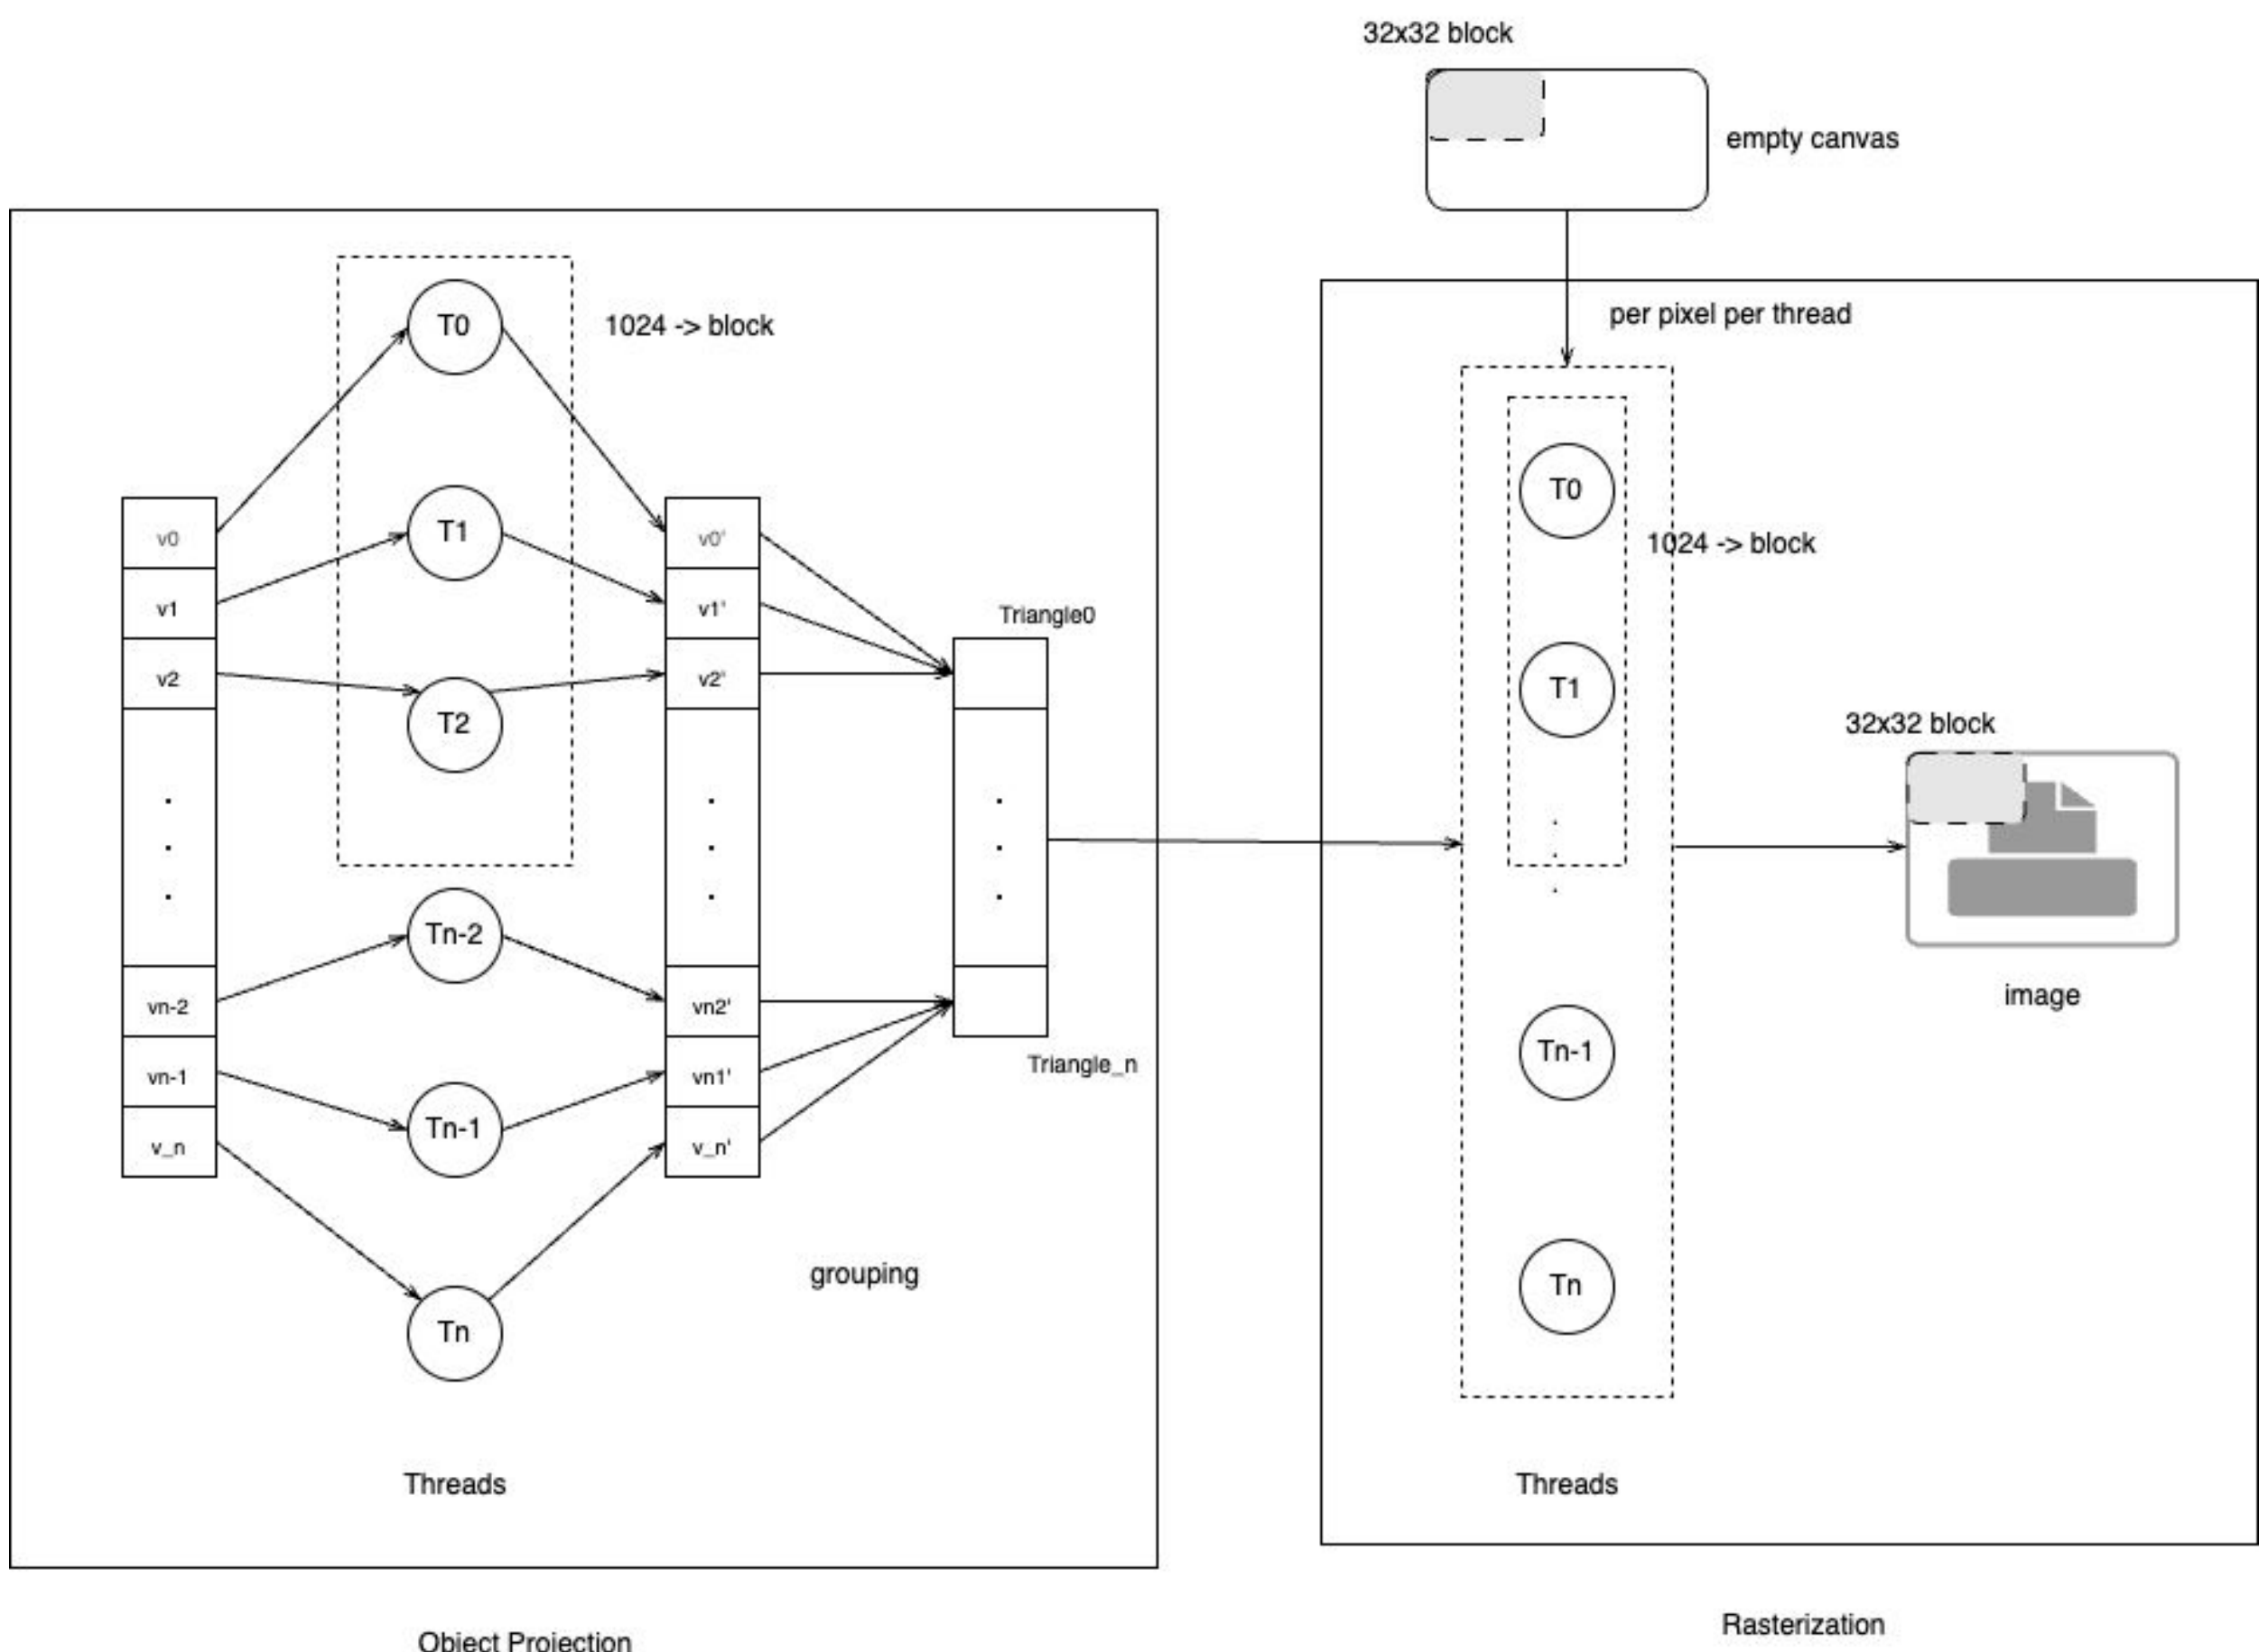 32x32 block
empty canvas
T0
1024 -> block
T1
T2
Tn-2
Tn-1
Tn
v0
v1
v2
.
.
.
vn-2
vn-1
v_n
v0'
v1'
v2'
.
.
.
vn2'
vn1'
v_n'
Triangle0
.
.
.
Triangle_n
grouping
Threads
Object Projection
per pixel per thread
T0
1024 -> block
T1
.
.
.
Tn-1
Tn
Threads
32x32 block
image
Rasterization